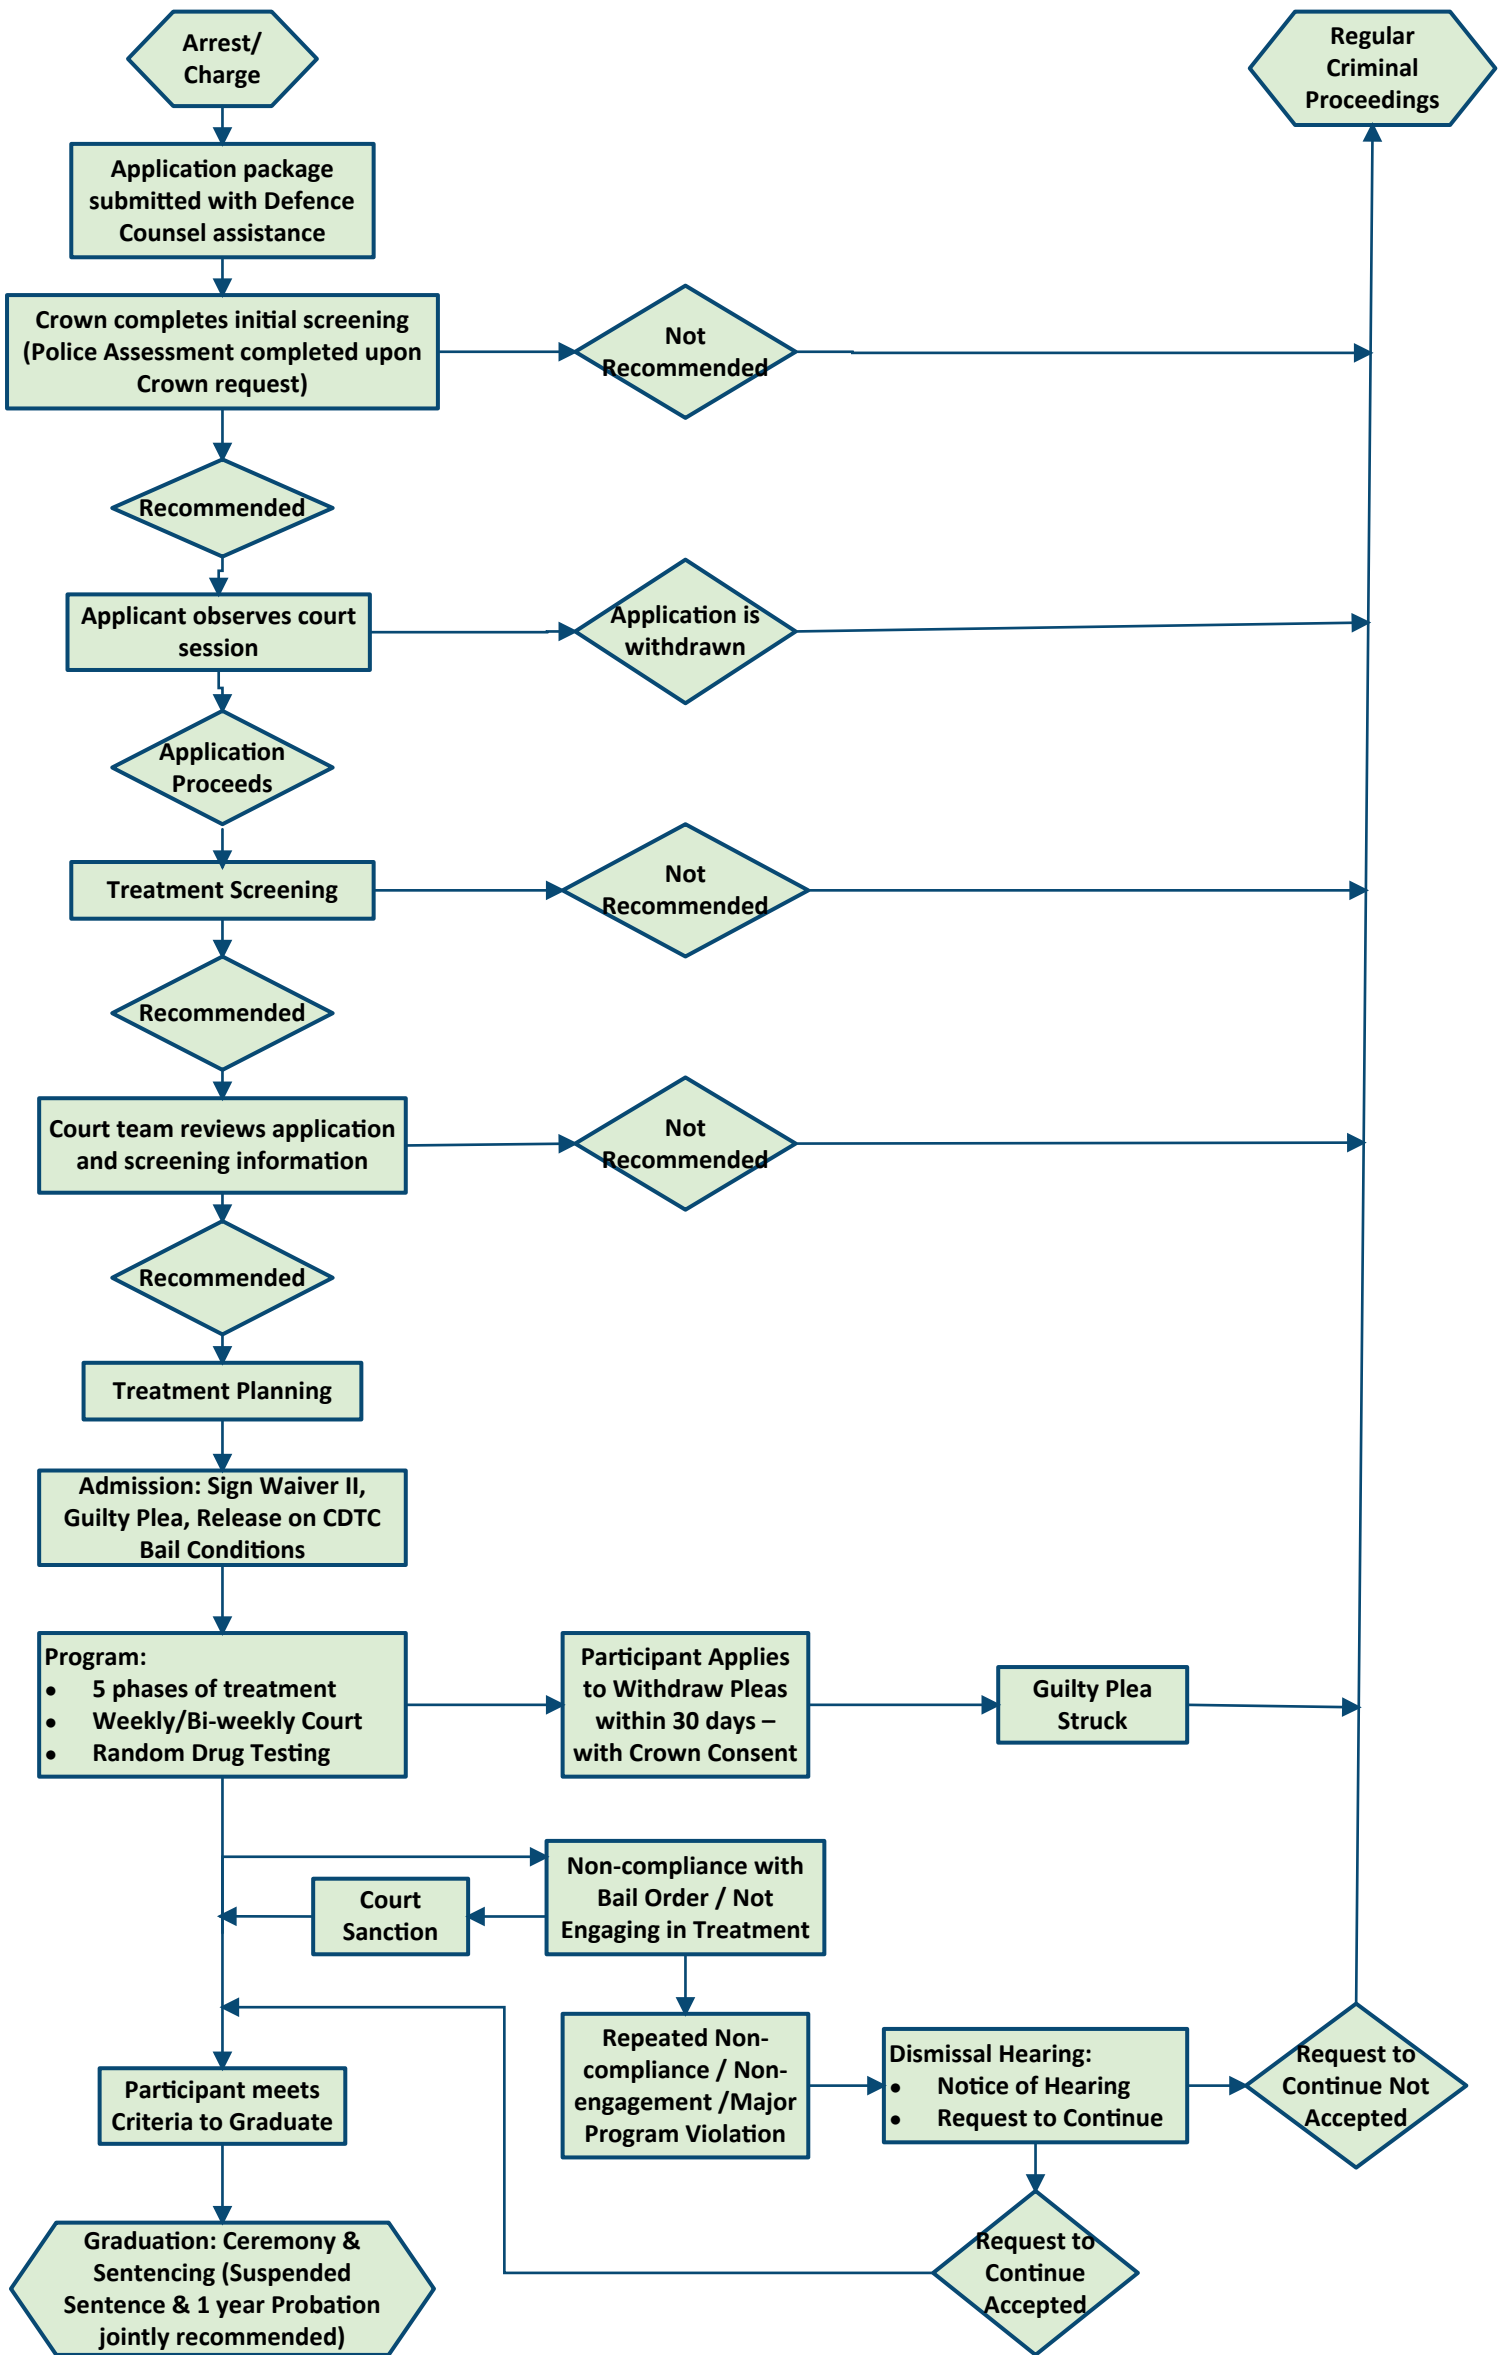 Arrest/
Charge
Regular
Criminal
Proceedings
Application package
submitted with Defence
Counsel assistance
Crown completes initial screening
(Police Assessment completed upon
Crown request)
Not
Recommended
Recommended
Applicant observes court
session
Application is
withdrawn
Application
Proceeds
Treatment Screening
Not
Recommended
Recommended
Court team reviews application
and screening information
Not
Recommended
Recommended
Treatment Planning
Admission: Sign Waiver II,
Guilty Plea, Release on CDTC
Bail Conditions
Program:
• 5 phases of treatment
• Weekly/Bi-weekly Court
• Random Drug Testing
Participant Applies
to Withdraw Pleas
within 30 days –
with Crown Consent
Guilty Plea
Struck
Non-compliance with
Bail Order / Not
Engaging in Treatment
Court
Sanction
Repeated Non-
compliance / Non-
engagement /Major
Program Violation
Dismissal Hearing:
• Notice of Hearing
• Request to Continue
Request to
Continue Not
Accepted
Participant meets
Criteria to Graduate
Request to
Continue
Accepted
Graduation: Ceremony &
Sentencing (Suspended
Sentence & 1 year Probation
jointly recommended)